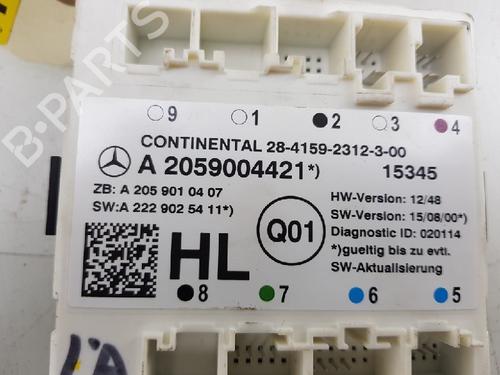 9 1 2 3 4
CONTINENTAL 28-4159-2312-3-00
A 2059004421*) 15345
ZB: A 205 901 04 07
SW:A 222 902 54 11*)
HW-Version: 12/48
SW-Version: 15/08/00*)
Diagnostic ID: 020114
*)gueltig bis zu evtl.
SW-Aktualisierung
HL
Q01
8 7 6 5
B-PARTS